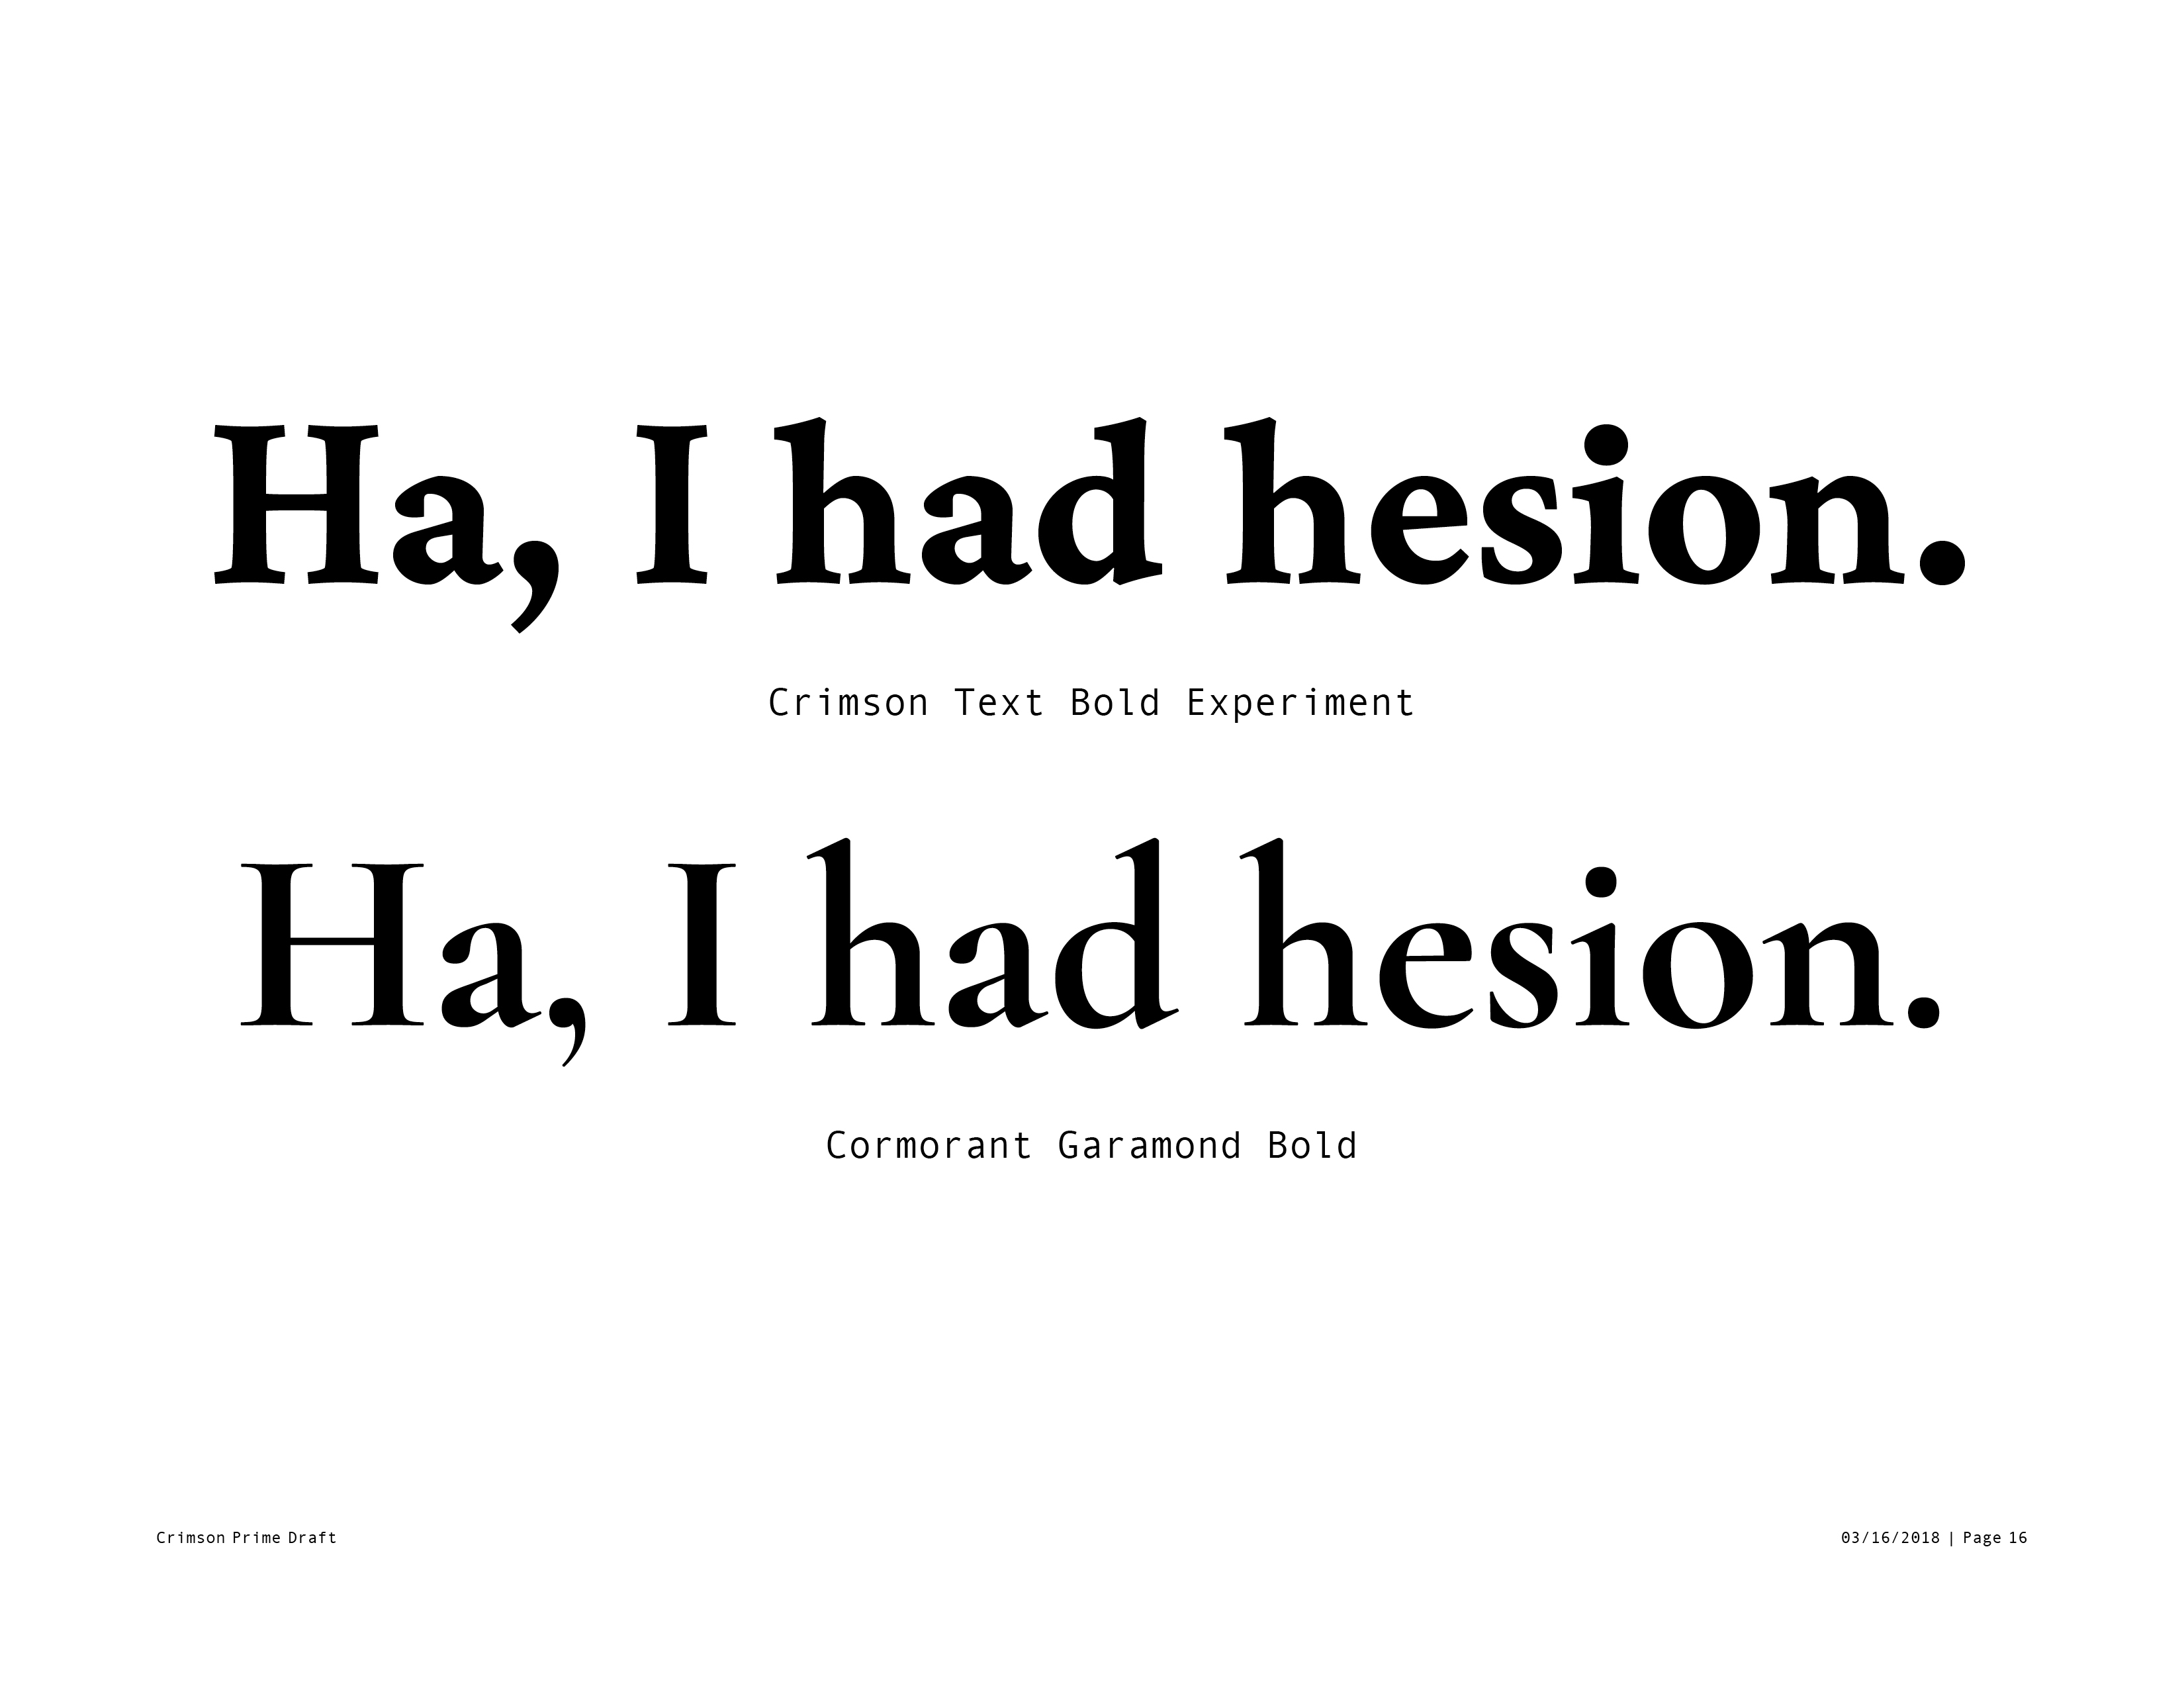 Ha, I had hesion.
Crimson Text Bold Experiment
Ha, I had hesion.
Cormorant Garamond Bold
Crimson Prime Draft
03/16/2018 | Page 16